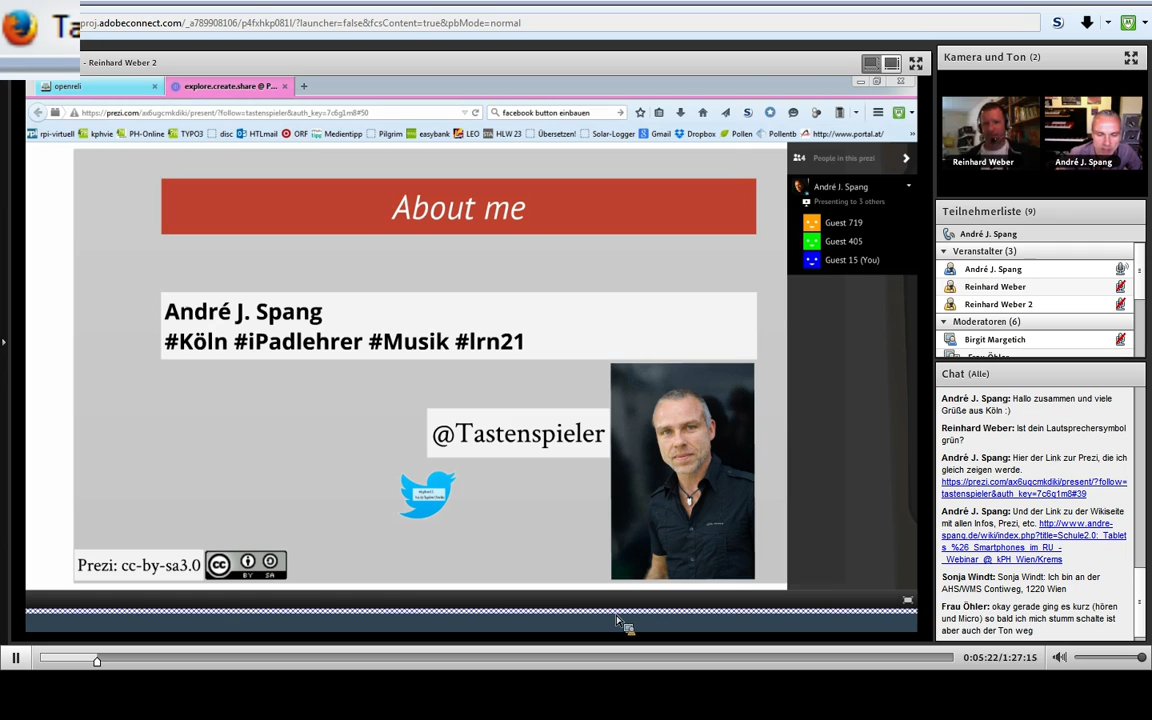 Ta
proj.adobeconnect.com/_a789908106/p4fxhkp081l/?launcher=false&fcsContent=true&pbMode=normal
- Reinhard Weber 2
openreli
explore.create.share @ P...
https://prezi.com/ax6ugcmkdiki/present/?follow=tastenspieler&auth_key=7c6g1m8#50
facebook button einbauen
rpi-virtuell kphvie PH-Online TYPO3 disc HTLmail ORF Medientipp Pilgrim easybank LEO HLW 23 Übersetzen! Solar-Logger Gmail Dropbox Pollen Pollentb http://www.portal.at/
About me
André J. Spang
#Köln #iPadlehrer #Musik #lrn21
@Tastenspieler
Prezi: cc-by-sa3.0
cc BY SA
People in this prezi
André J. Spang
Presenting to 3 others
Guest 719
Guest 405
Guest 15 (You)
Kamera und Ton (2)
Reinhard Weber
André J. Spang
Teilnehmerliste (9)
André J. Spang
Veranstalter (3)
André J. Spang
Reinhard Weber
Reinhard Weber 2
Moderatoren (6)
Birgit Margetich
Frau Öhler
Chat (Alle)
André J. Spang: Hallo zusammen und viele
Grüße aus Köln :)
Reinhard Weber: Ist dein Lautsprechersymbol
grün?
André J. Spang: Hier der Link zur Prezi, die ich
gleich zeigen werde.
https://prezi.com/ax6ugcmkdiki/present/?follow=
tastenspieler&auth_key=7c6g1m8#39
André J. Spang: Und der Link zu der Wikiseite
mit allen Infos, Prezi, etc. http://www.andre-
spang.de/wiki/index.php?title=Schule2.0:_Tablet
s_%26_Smartphones_im_RU_-
_Webinar_@_kPH_Wien/Krems
Sonja Windt: Sonja Windt: Ich bin an der
AHS/WMS Contiweg, 1220 Wien
Frau Öhler: okay gerade ging es kurz (hören
und Micro) so bald ich mich stumm schalte ist
aber auch der Ton weg
0:05:22/1:27:15